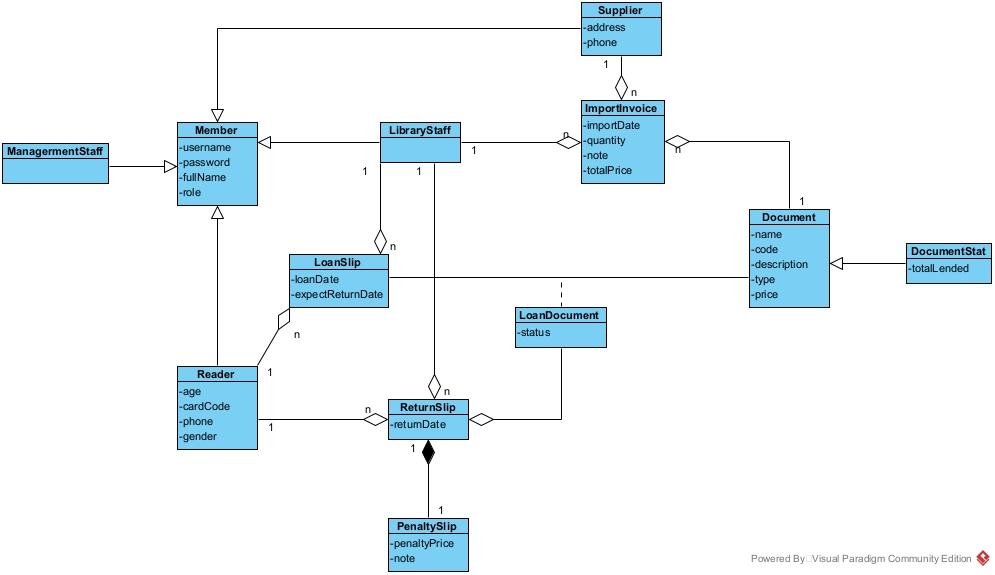 Supplier
-address
-phone
1
n
ImportInvoice
-importDate
-quantity
-note
-totalPrice
n
n
Member
-username
-password
-fullName
-role
LibraryStaff
1
1
1
ManagermentStaff
1
Document
-name
-code
-description
-type
-price
DocumentStat
-totalLended
n
LoanSlip
-loanDate
-expectReturnDate
n
LoanDocument
-status
1
Reader
-age
-cardCode
-phone
-gender
n
1
n
ReturnSlip
-returnDate
1
1
PenaltySlip
-penaltyPrice
-note
Powered By Visual Paradigm Community Edition